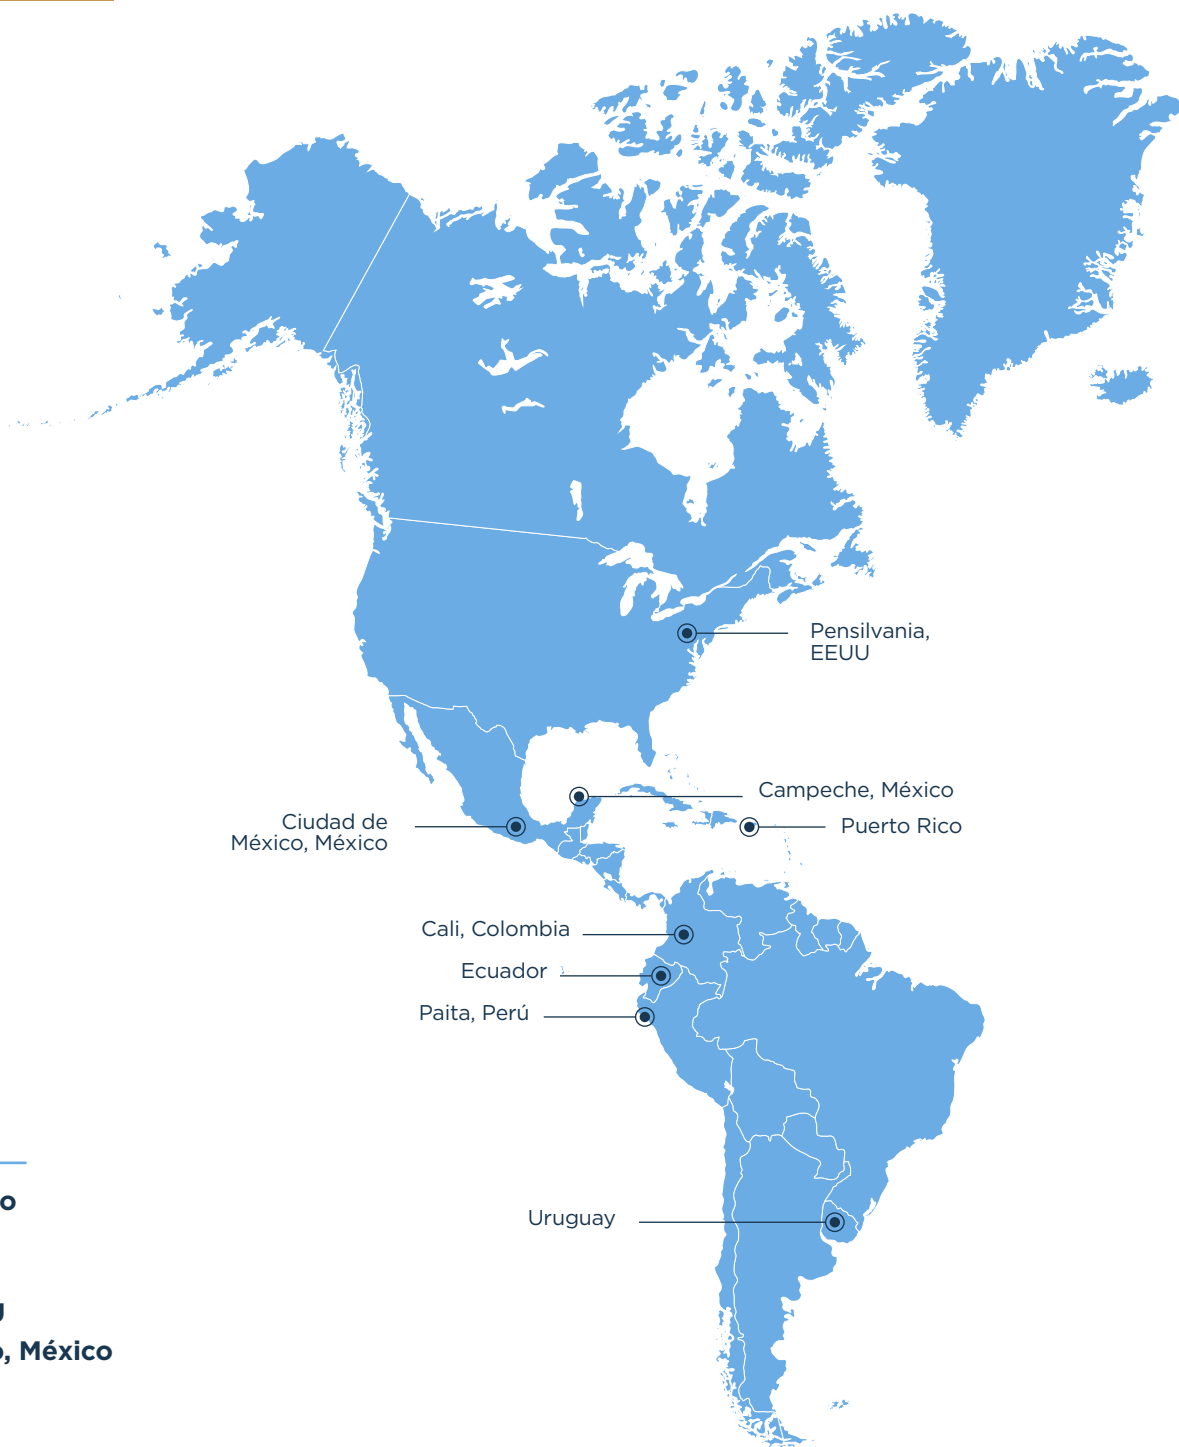 Pensilvania,
EEUU
Campeche, México
Ciudad de
México, México
Puerto Rico
Cali, Colombia
Ecuador
Paita, Perú
Uruguay
o, México